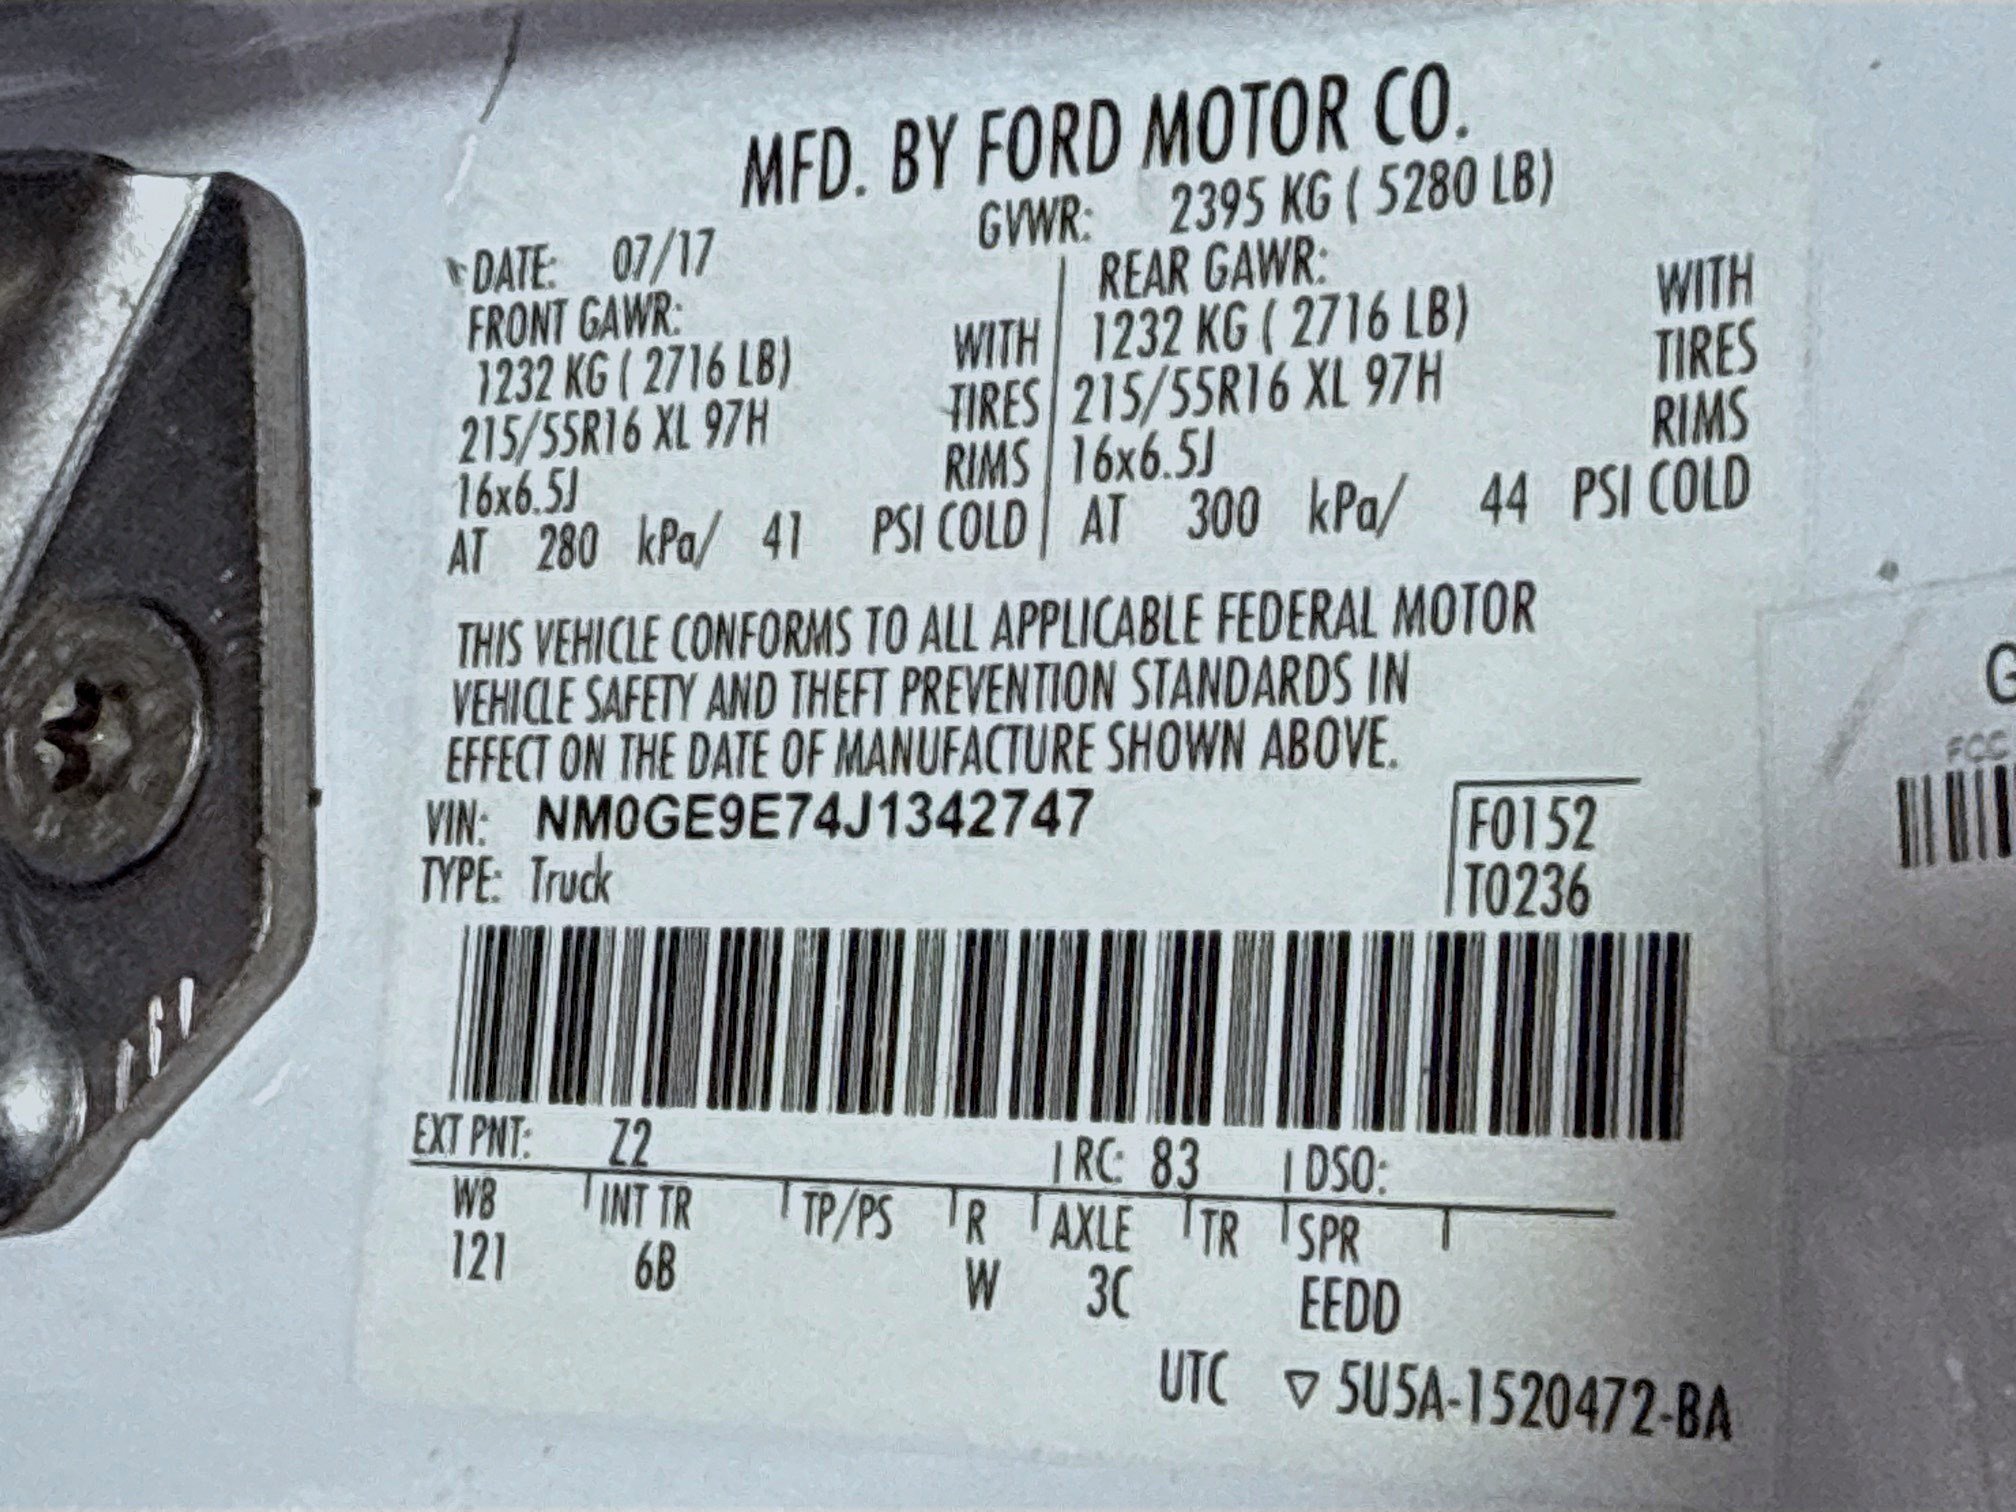 MFD. BY FORD MOTOR CO.
DATE: 07/17 GVWR: 2395 KG ( 5280 LB)
FRONT GAWR: REAR GAWR:
1232 KG ( 2716 LB) WITH 1232 KG ( 2716 LB) WITH
215/55R16 XL 97H TIRES 215/55R16 XL 97H TIRES
16x6.5J RIMS 16x6.5J RIMS
AT 280 kPa/ 41 PSI COLD AT 300 kPa/ 44 PSI COLD
THIS VEHICLE CONFORMS TO ALL APPLICABLE FEDERAL MOTOR
VEHICLE SAFETY AND THEFT PREVENTION STANDARDS IN
EFFECT ON THE DATE OF MANUFACTURE SHOWN ABOVE.
VIN: NM0GE9E74J1342747 F0152
TYPE: Truck T0236
EXT PNT: Z2 RC: 83 DSO:
WB INT TR TP/PS R AXLE TR SPR
121 6B W 3C EEDD
UTC ▽ 5U5A-1520472-BA
G
FCC